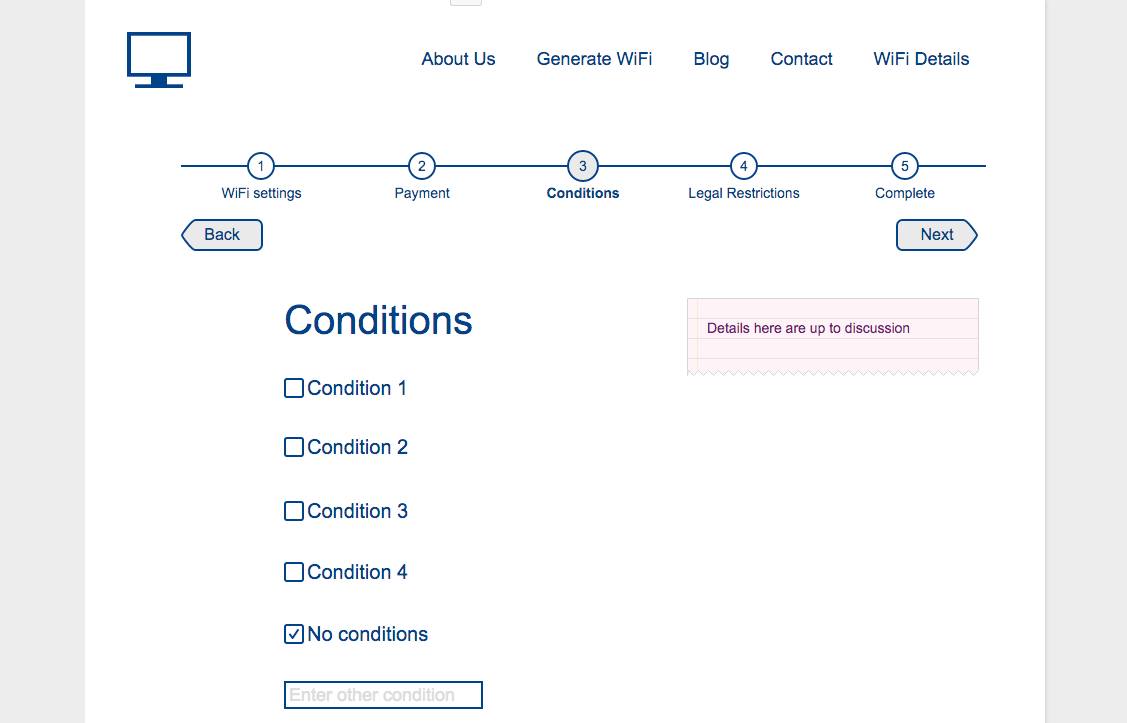 About Us Generate WiFi Blog Contact WiFi Details
1 2 3 4 5
WiFi settings Payment Conditions Legal Restrictions Complete
Back Next
Conditions
Details here are up to discussion
Condition 1
Condition 2
Condition 3
Condition 4
No conditions
Enter other condition